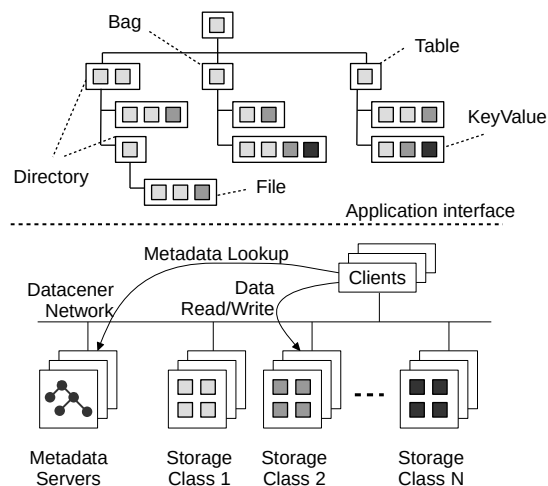 Bag
Table
KeyValue
Directory
File
Application interface
Metadata Lookup
Clients
Data
Read/Write
Datacener
Network
Metadata
Servers
Storage
Class 1
Storage
Class 2
Storage
Class N